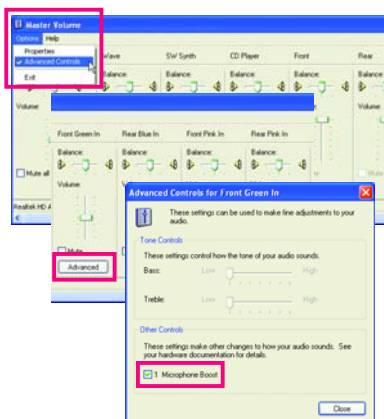 Master Volume
Options Help
Properties
Advanced Controls
Exit
Wave SW Synth CD Player Front Rear
Balance: Balance: Balance: Balance: Balance:
Volume:
Mute all
Realtek HD A
Front Green In Rear Blue In Front Pink In Rear Pink In
Balance: Balance: Balance: Balance:
Volume:
Mute
Advanced
Advanced Controls for Front Green In
These settings can be used to make fine adjustments to your
audio.
Tone Controls
These settings control how the tone of your audio sounds.
Bass: Low High
Treble: Low High
Other Controls
These settings make other changes to how your audio sounds. See
your hardware documentation for details.
1 Microphone Boost
Close